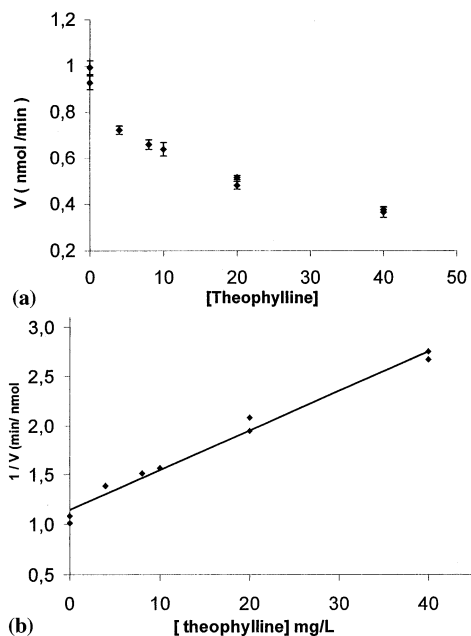 1,2
1
0,8
0,6
0,4
0,2
V ( nmol /min )
0 10 20 30 40 50
[Theophylline]
(a)
3,0
2,5
2,0
1,5
1,0
0,5
1 / V (min/ nmol)
0 10 20 30 40
[ theophylline] mg/L
(b)